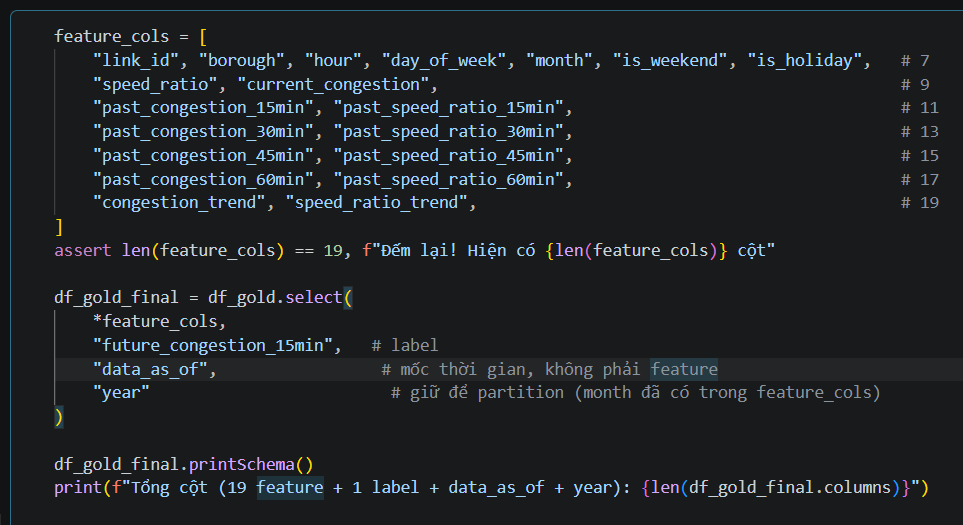 feature_cols = [
    "link_id", "borough", "hour", "day_of_week", "month", "is_weekend", "is_holiday",   # 7
    "speed_ratio", "current_congestion",                                                # 9
    "past_congestion_15min", "past_speed_ratio_15min",                                  # 11
    "past_congestion_30min", "past_speed_ratio_30min",                                  # 13
    "past_congestion_45min", "past_speed_ratio_45min",                                  # 15
    "past_congestion_60min", "past_speed_ratio_60min",                                  # 17
    "congestion_trend", "speed_ratio_trend",                                            # 19
]
assert len(feature_cols) == 19, f"Đếm lại! Hiện có {len(feature_cols)} cột"
df_gold_final = df_gold.select(
    *feature_cols,
    "future_congestion_15min",   # label
    "data_as_of",                 # mốc thời gian, không phải feature
    "year"                         # giữ để partition (month đã có trong feature_cols)
)
df_gold_final.printSchema()
print(f"Tổng cột (19 feature + 1 label + data_as_of + year): {len(df_gold_final.columns)}")